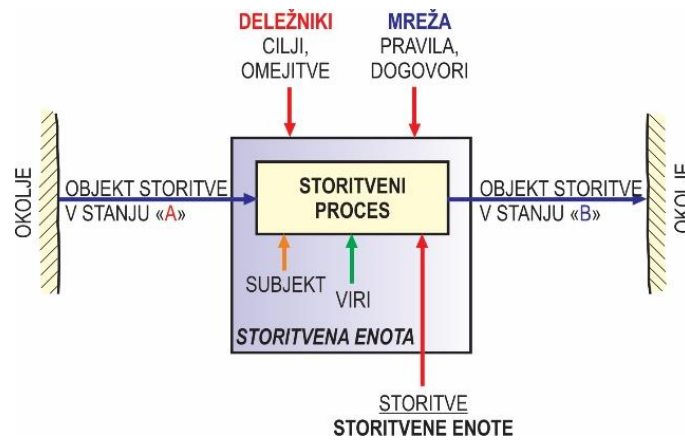 DELEŽNIKI
CILJI,
OMEJITVE
MREŽA
PRAVILA,
DOGOVORI
OKOLJE
OBJEKT STORITVE
V STANJU «A»
STORITVENI
PROCES
OBJEKT STORITVE
V STANJU «B»
OKOLJE
SUBJEKT
VIRI
STORITVENA ENOTA
STORITVE
STORITVENE ENOTE